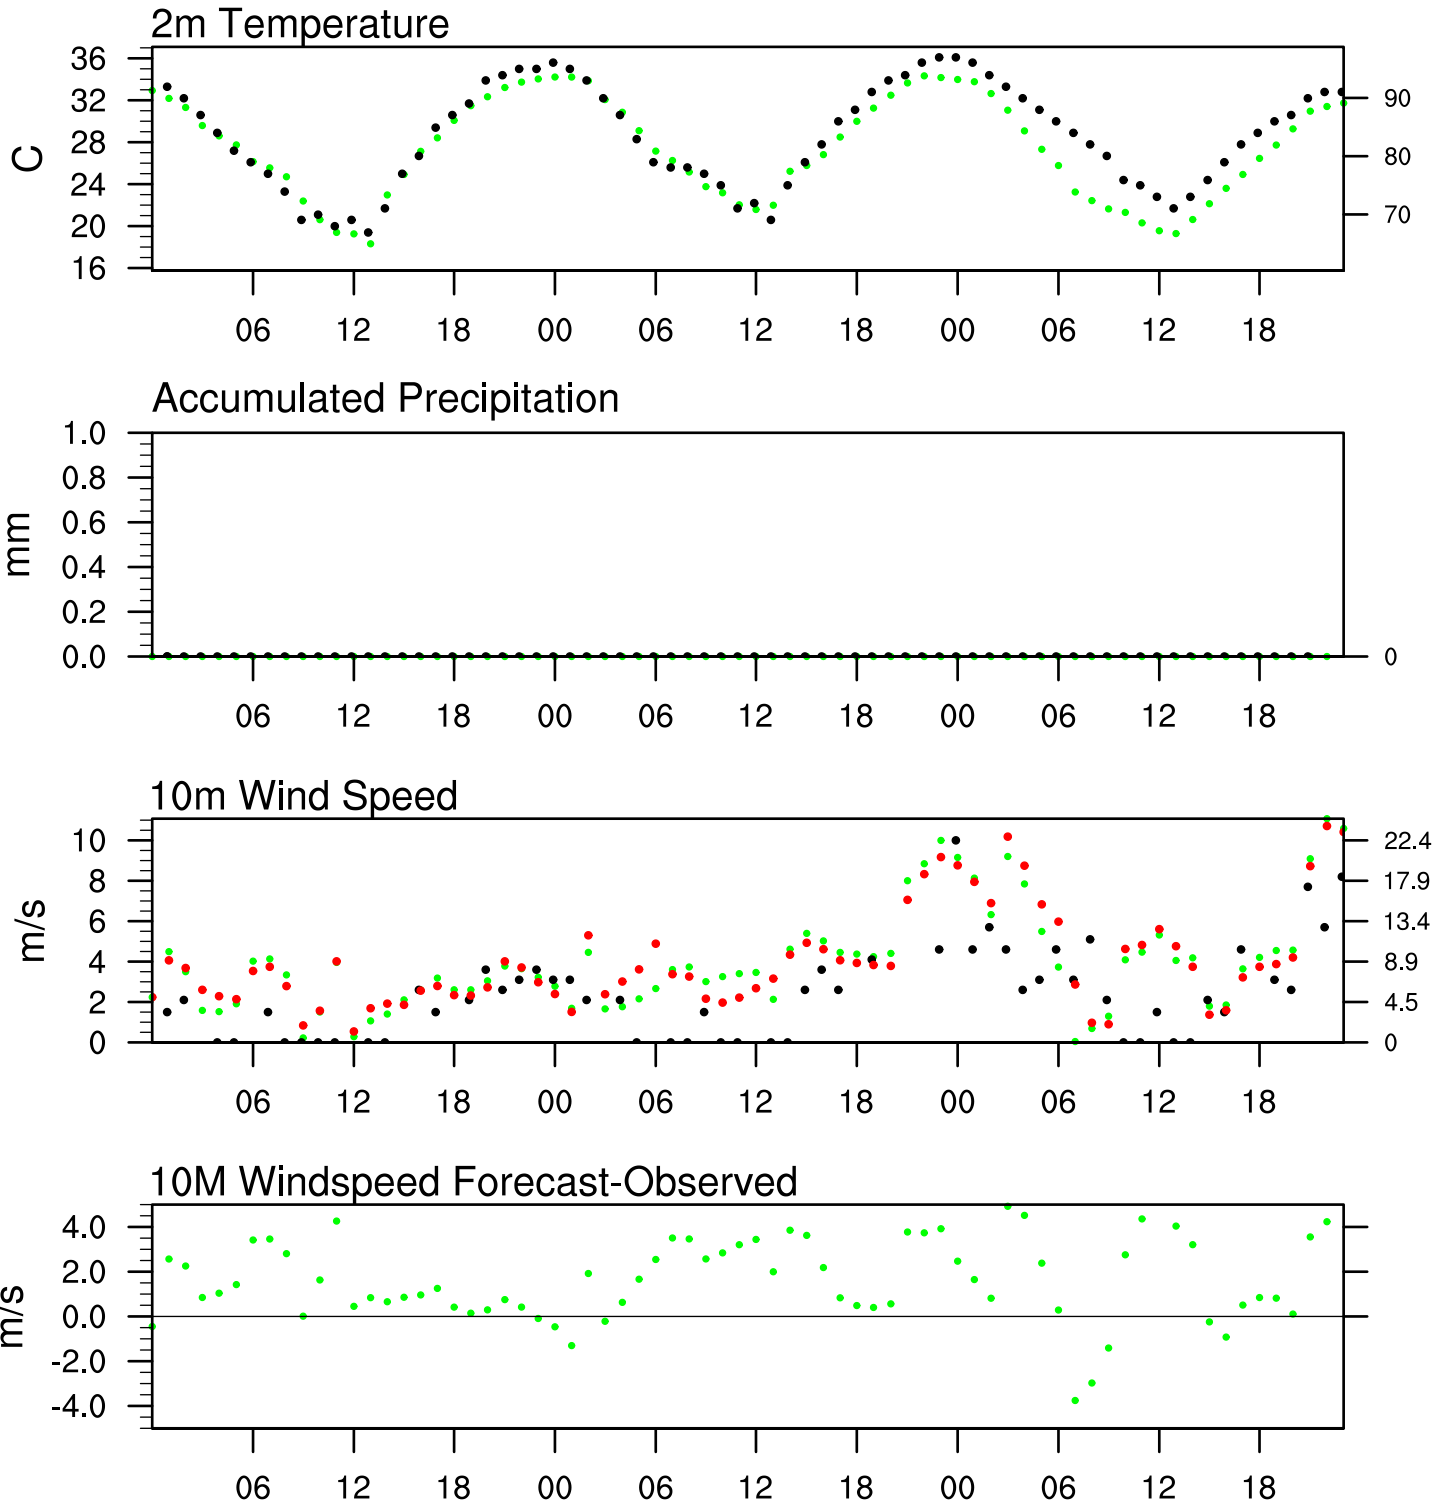 2m Temperature
36
32
28
24
20
16
C
90
80
70
06 12 18 00 06 12 18 00 06 12 18
Accumulated Precipitation
1.0
0.8
0.6
0.4
0.2
0.0
mm
0
06 12 18 00 06 12 18 00 06 12 18
10m Wind Speed
10
8
6
4
2
0
m/s
22.4
17.9
13.4
8.9
4.5
0
06 12 18 00 06 12 18 00 06 12 18
10M Windspeed Forecast-Observed
4.0
2.0
0.0
-2.0
-4.0
m/s
06 12 18 00 06 12 18 00 06 12 18